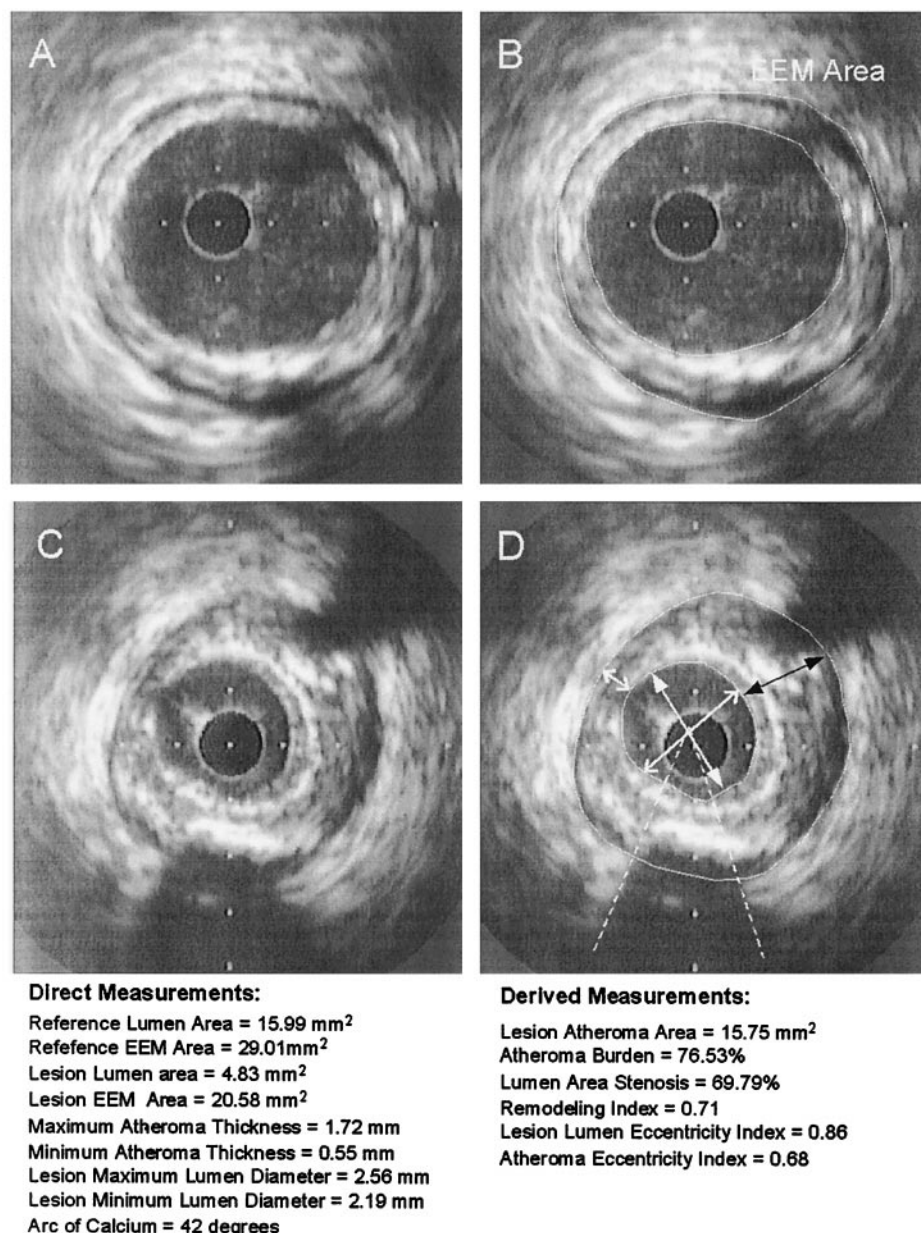 A
B
EEM Area
C
D
Direct Measurements:
Reference Lumen Area = 15.99 mm²
Refefence EEM Area = 29.01mm²
Lesion Lumen area = 4.83 mm²
Lesion EEM Area = 20.58 mm²
Maximum Atheroma Thickness = 1.72 mm
Minimum Atheroma Thickness = 0.55 mm
Lesion Maximum Lumen Diameter = 2.56 mm
Lesion Minimum Lumen Diameter = 2.19 mm
Arc of Calcium = 42 degrees
Derived Measurements:
Lesion Atheroma Area = 15.75 mm²
Atheroma Burden = 76.53%
Lumen Area Stenosis = 69.79%
Remodeling Index = 0.71
Lesion Lumen Eccentricity Index = 0.86
Atheroma Eccentricity Index = 0.68